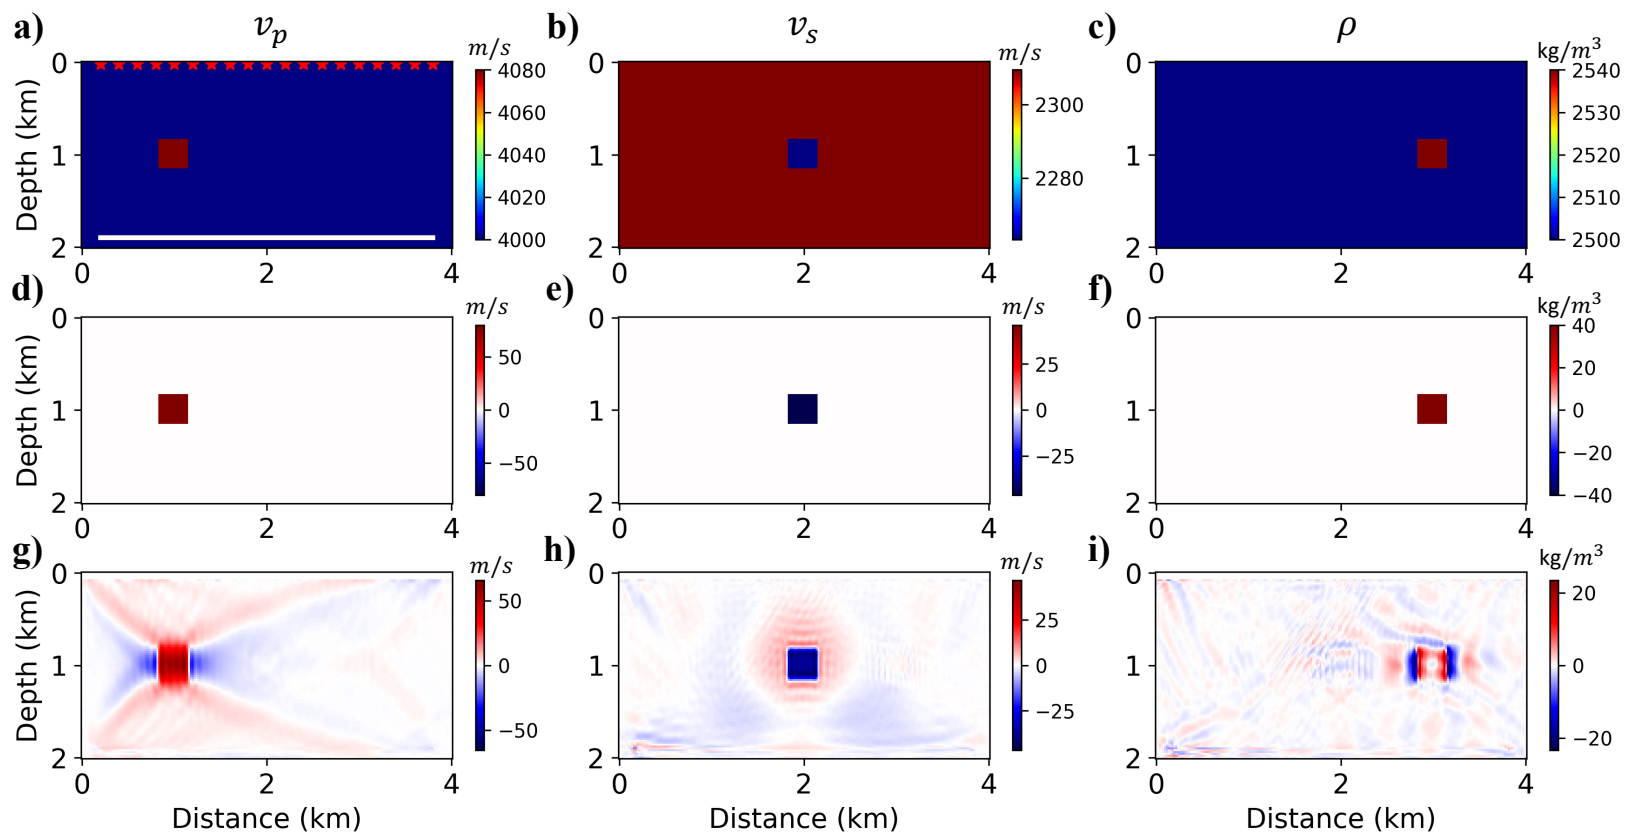 a) v_p b) v_s c) ρ
m/s m/s kg/m³
0 4080 0 0 2540
4060 2300 2530
Depth (km) 1 4040 1 1 2520
4020 2280 2510
2 4000 2 2 2500
0 2 4 0 2 4 0 2 4
d) e) f)
m/s m/s kg/m³
0 0 0 40
50 25 20
Depth (km) 1 0 1 0 1 0
−50 −25 −20
2 2 2 −40
0 2 4 0 2 4 0 2 4
g) h) i)
m/s m/s kg/m³
0 0 0
50 25 20
Depth (km) 1 0 1 0 1 0
−50 −25 −20
2 2 2
0 2 4 0 2 4 0 2 4
Distance (km) Distance (km) Distance (km)